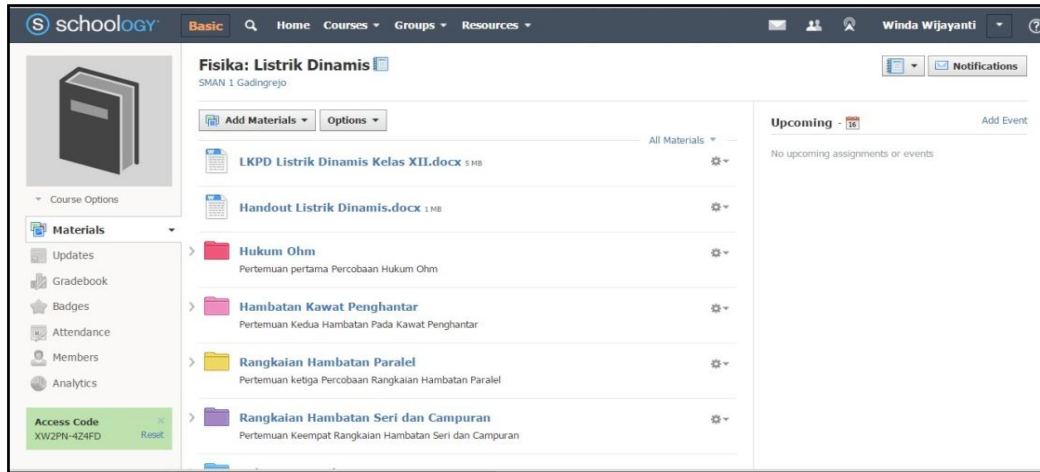 S schoology Basic Home Courses Groups Resources Winda Wijayanti
Fisika: Listrik Dinamis
SMAN 1 Gadingrejo
Notifications
Add Materials Options
All Materials
LKPD Listrik Dinamis Kelas XII.docx 5 MB
Handout Listrik Dinamis.docx 1 MB
Hukum Ohm
Pertemuan pertama Percobaan Hukum Ohm
Hambatan Kawat Penghantar
Pertemuan Kedua Hambatan Pada Kawat Penghantar
Rangkaian Hambatan Paralel
Pertemuan ketiga Percobaan Rangkaian Hambatan Paralel
Rangkaian Hambatan Seri dan Campuran
Pertemuan Keempat Rangkaian Hambatan Seri dan Campuran
Course Options
Materials
Updates
Gradebook
Badges
Attendance
Members
Analytics
Access Code
XW2PN-4Z4FD Reset
Upcoming - 16 Add Event
No upcoming assignments or events